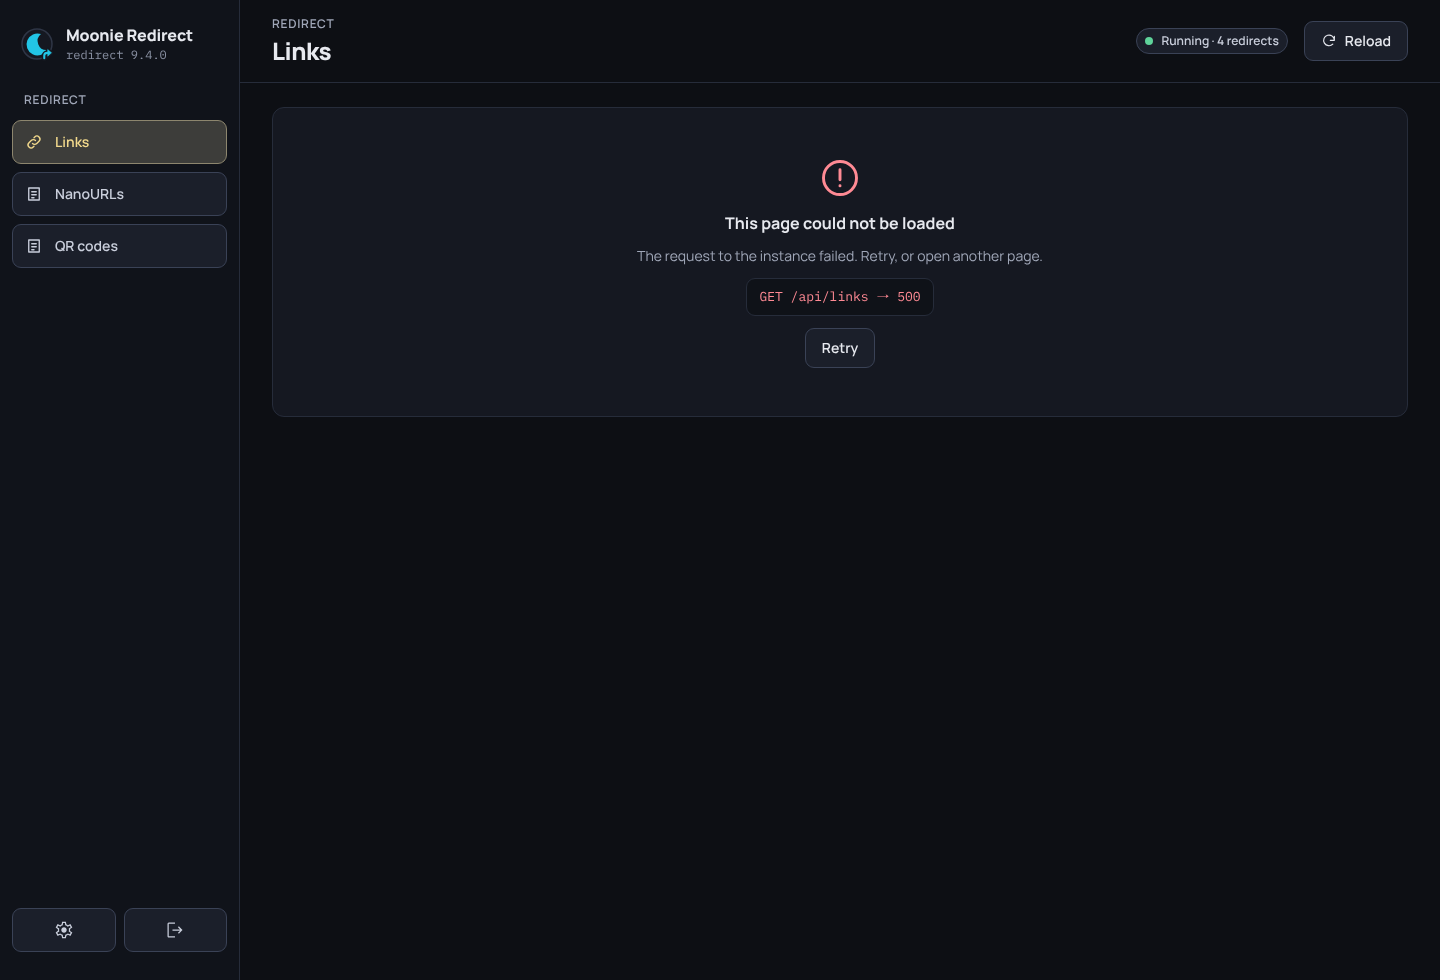 Moonie Redirect
redirect 9.4.0
REDIRECT
Links
NanoURLs
QR codes
REDIRECT
Links
Running · 4 redirects
Reload
This page could not be loaded
The request to the instance failed. Retry, or open another page.
GET /api/links → 500
Retry